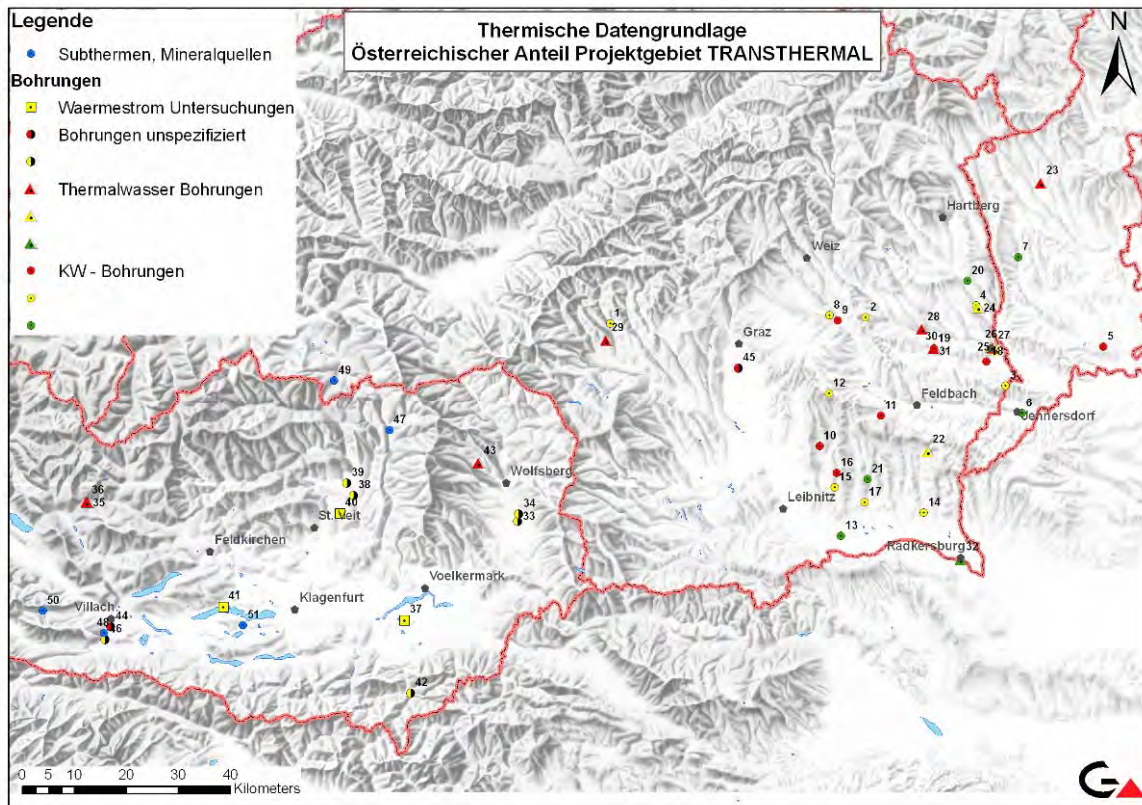 Legende
Subthermen, Mineralquellen
Bohrungen
Waermestrom Untersuchungen
Bohrungen unspezifiziert
Thermalwasser Bohrungen
KW - Bohrungen
Thermische Datengrundlage
Österreichischer Anteil Projektgebiet TRANSTHERMAL
N
23
Hartberg
Weiz
7
20
4
24
8
9
2
1
29
28
Graz
30 19
31
26 27
25 18
5
45
49
12
Feldbach
6
Jennersdorf
11
47
10
22
43
Wolfsberg
16
15
21
39
38
36
35
40
34
33
17
14
Leibnitz
St.Veit
13
Feldkirchen
Radkersburg 32
Voelkermark
50
Villach
44
48
46
41
51
Klagenfurt
37
42
0 5 10 20 30 40
Kilometers
G